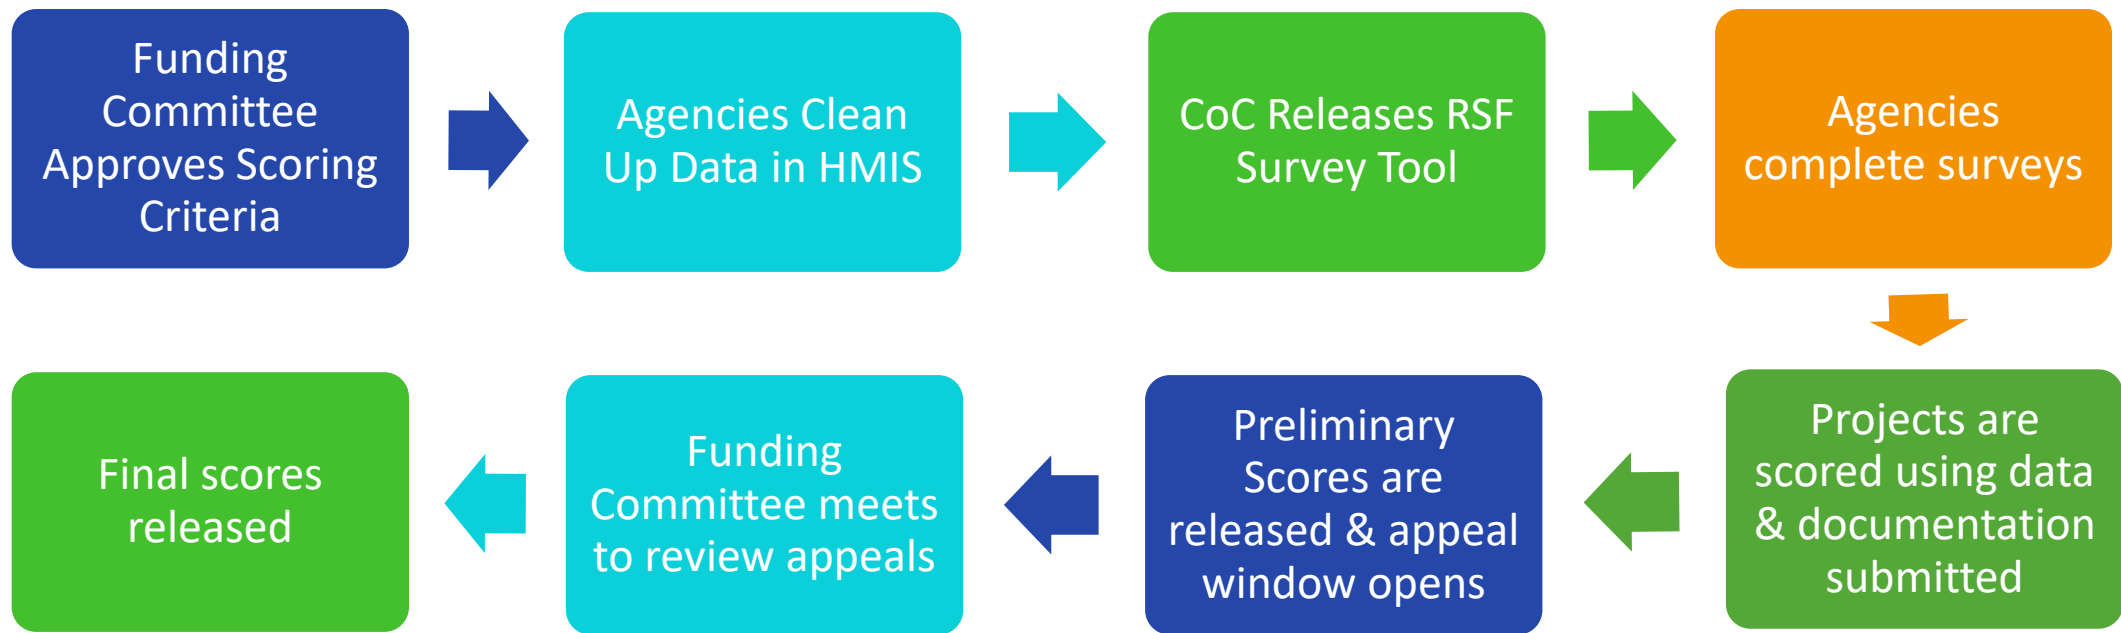 Funding
Committee
Approves Scoring
Criteria
Agencies Clean
Up Data in HMIS
CoC Releases RSF
Survey Tool
Agencies
complete surveys
Projects are
scored using data
& documentation
submitted
Preliminary
Scores are
released & appeal
window opens
Funding
Committee meets
to review appeals
Final scores
released